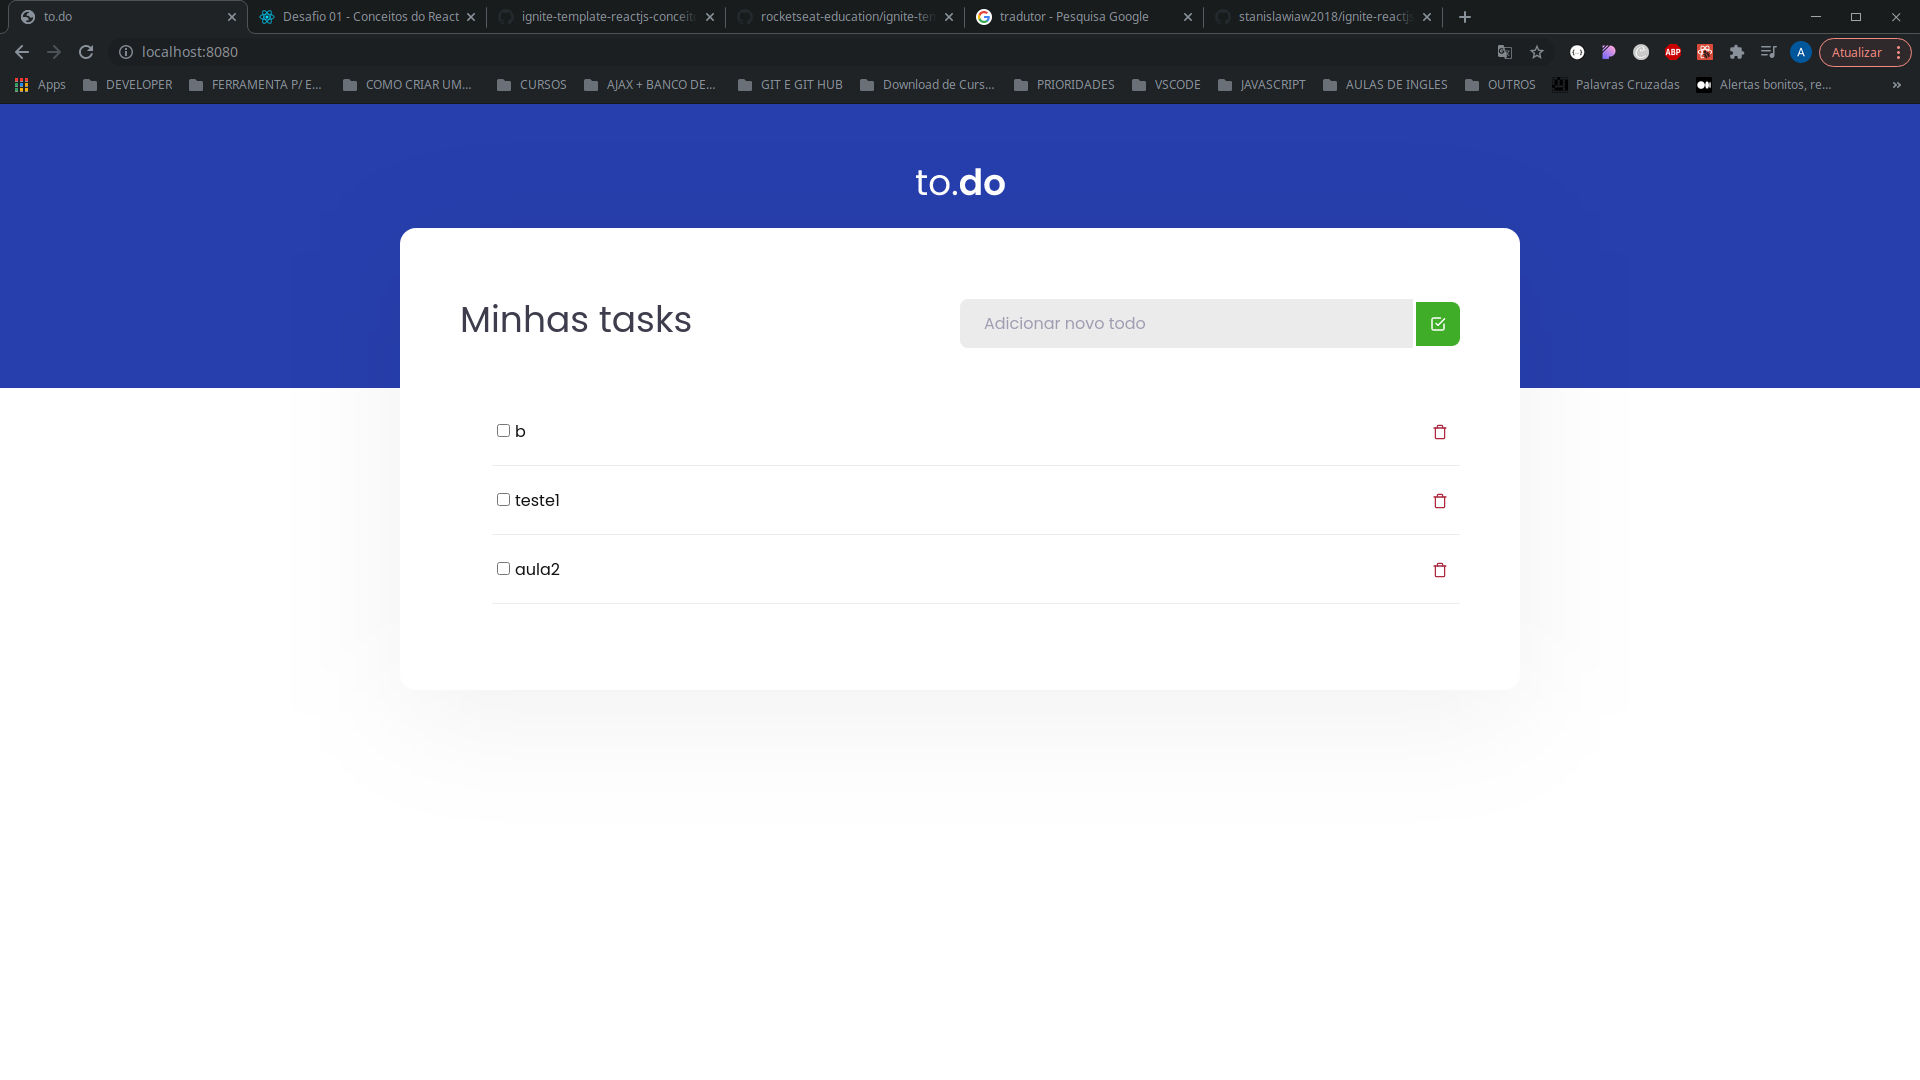 to.do
Desafio 01 - Conceitos do React
ignite-template-reactjs-conceit
rocketseat-education/ignite-tem
tradutor - Pesquisa Google
stanislawiaw2018/ignite-reactjs
localhost:8080
ABP
A
Atualizar
Apps
DEVELOPER
FERRAMENTA P/ E...
COMO CRIAR UM...
CURSOS
AJAX + BANCO DE...
GIT E GIT HUB
Download de Curs...
PRIORIDADES
VSCODE
JAVASCRIPT
AULAS DE INGLES
OUTROS
Palavras Cruzadas
Alertas bonitos, re...
»
to.do
Minhas tasks
Adicionar novo todo
b
teste1
aula2